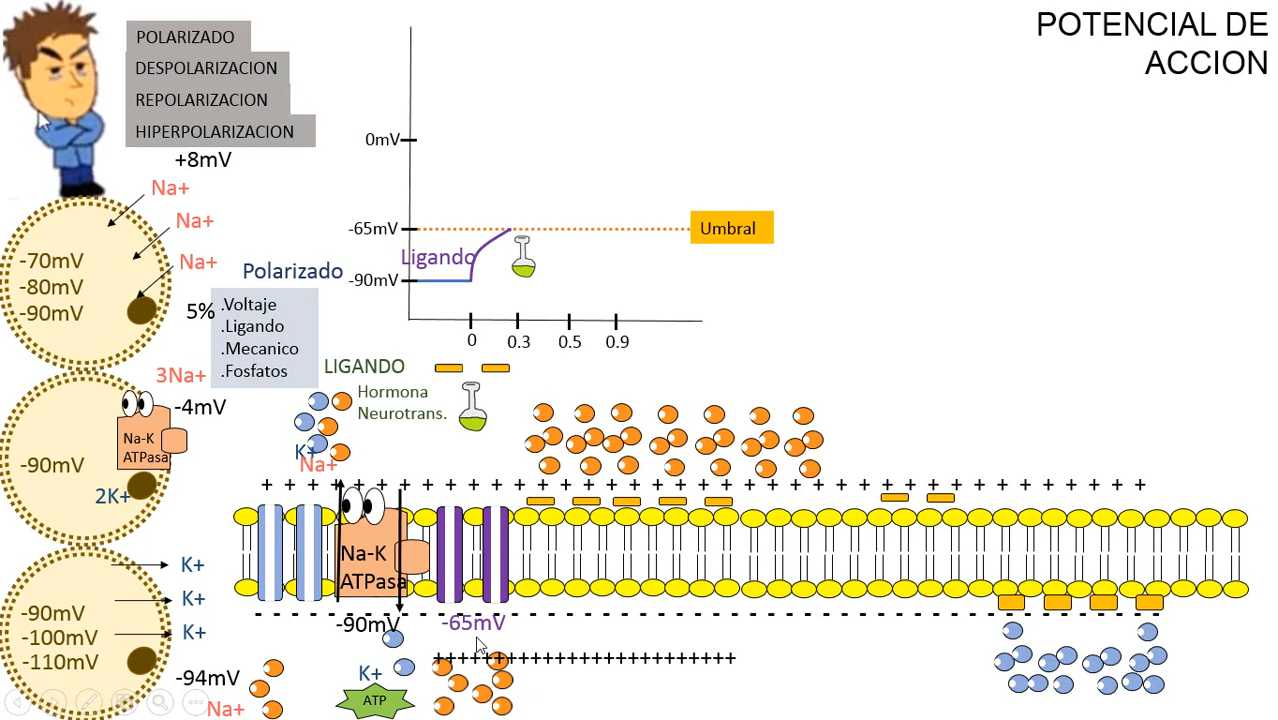 POTENCIAL DE
ACCION
POLARIZADO
DESPOLARIZACION
REPOLARIZACION
HIPERPOLARIZACION
+8mV
Na+
Na+
Na+
-70mV
-80mV
-90mV
5%
Polarizado
.Voltaje
.Ligando
.Mecanico
.Fosfatos
0mV
-65mV
Umbral
Ligando
-90mV
0 0.3 0.5 0.9
3Na+
-4mV
Na-K
ATPasa
-90mV
2K+
LIGANDO
Hormona
Neurotrans.
K+
Na+
+ + + + + + + + + + + + + + + + + + + + + + + + + + + + + + + + +
Na-K
ATPasa
K+
K+
K+
-90mV
-100mV
-110mV
-94mV
Na+
-90mV
-65mV
K+
ATP
+++++++++++++++++++++++++++++++